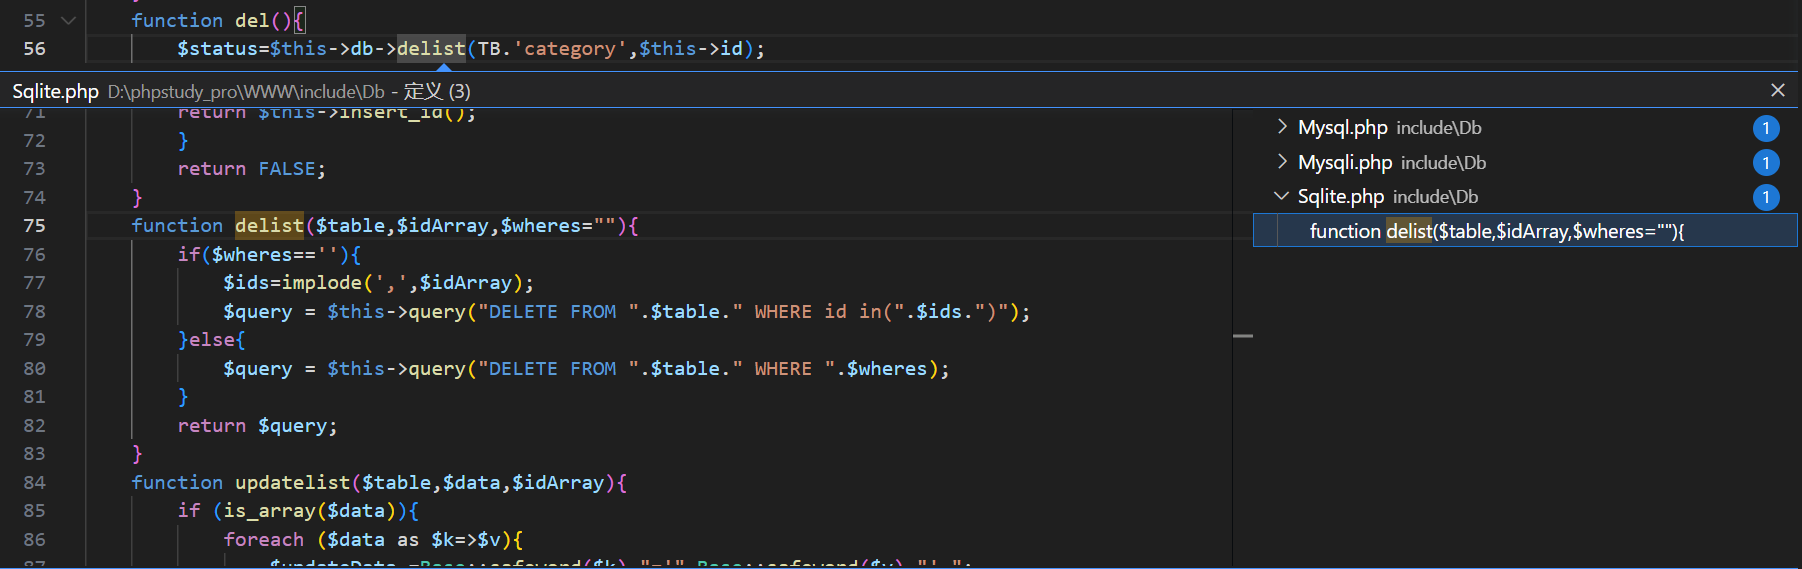 55 function del(){
56 $status=$this->db->delist(TB.'category',$this->id);
Sqlite.php D:\phpstudy_pro\WWW\include\Db - 定义 (3)
71 return $this->insert_id();
72 }
73 return FALSE;
74 }
75 function delist($table,$idArray,$wheres=""){
76 if($wheres==''){
77 $ids=implode(',',$idArray);
78 $query = $this->query("DELETE FROM ".$table." WHERE id in(".$ids.")");
79 }else{
80 $query = $this->query("DELETE FROM ".$table." WHERE ".$wheres);
81 }
82 return $query;
83 }
84 function updatelist($table,$data,$idArray){
85 if (is_array($data)){
86 foreach ($data as $k=>$v){
Mysql.php include\Db 1
Mysqli.php include\Db 1
Sqlite.php include\Db 1
function delist($table,$idArray,$wheres=""){